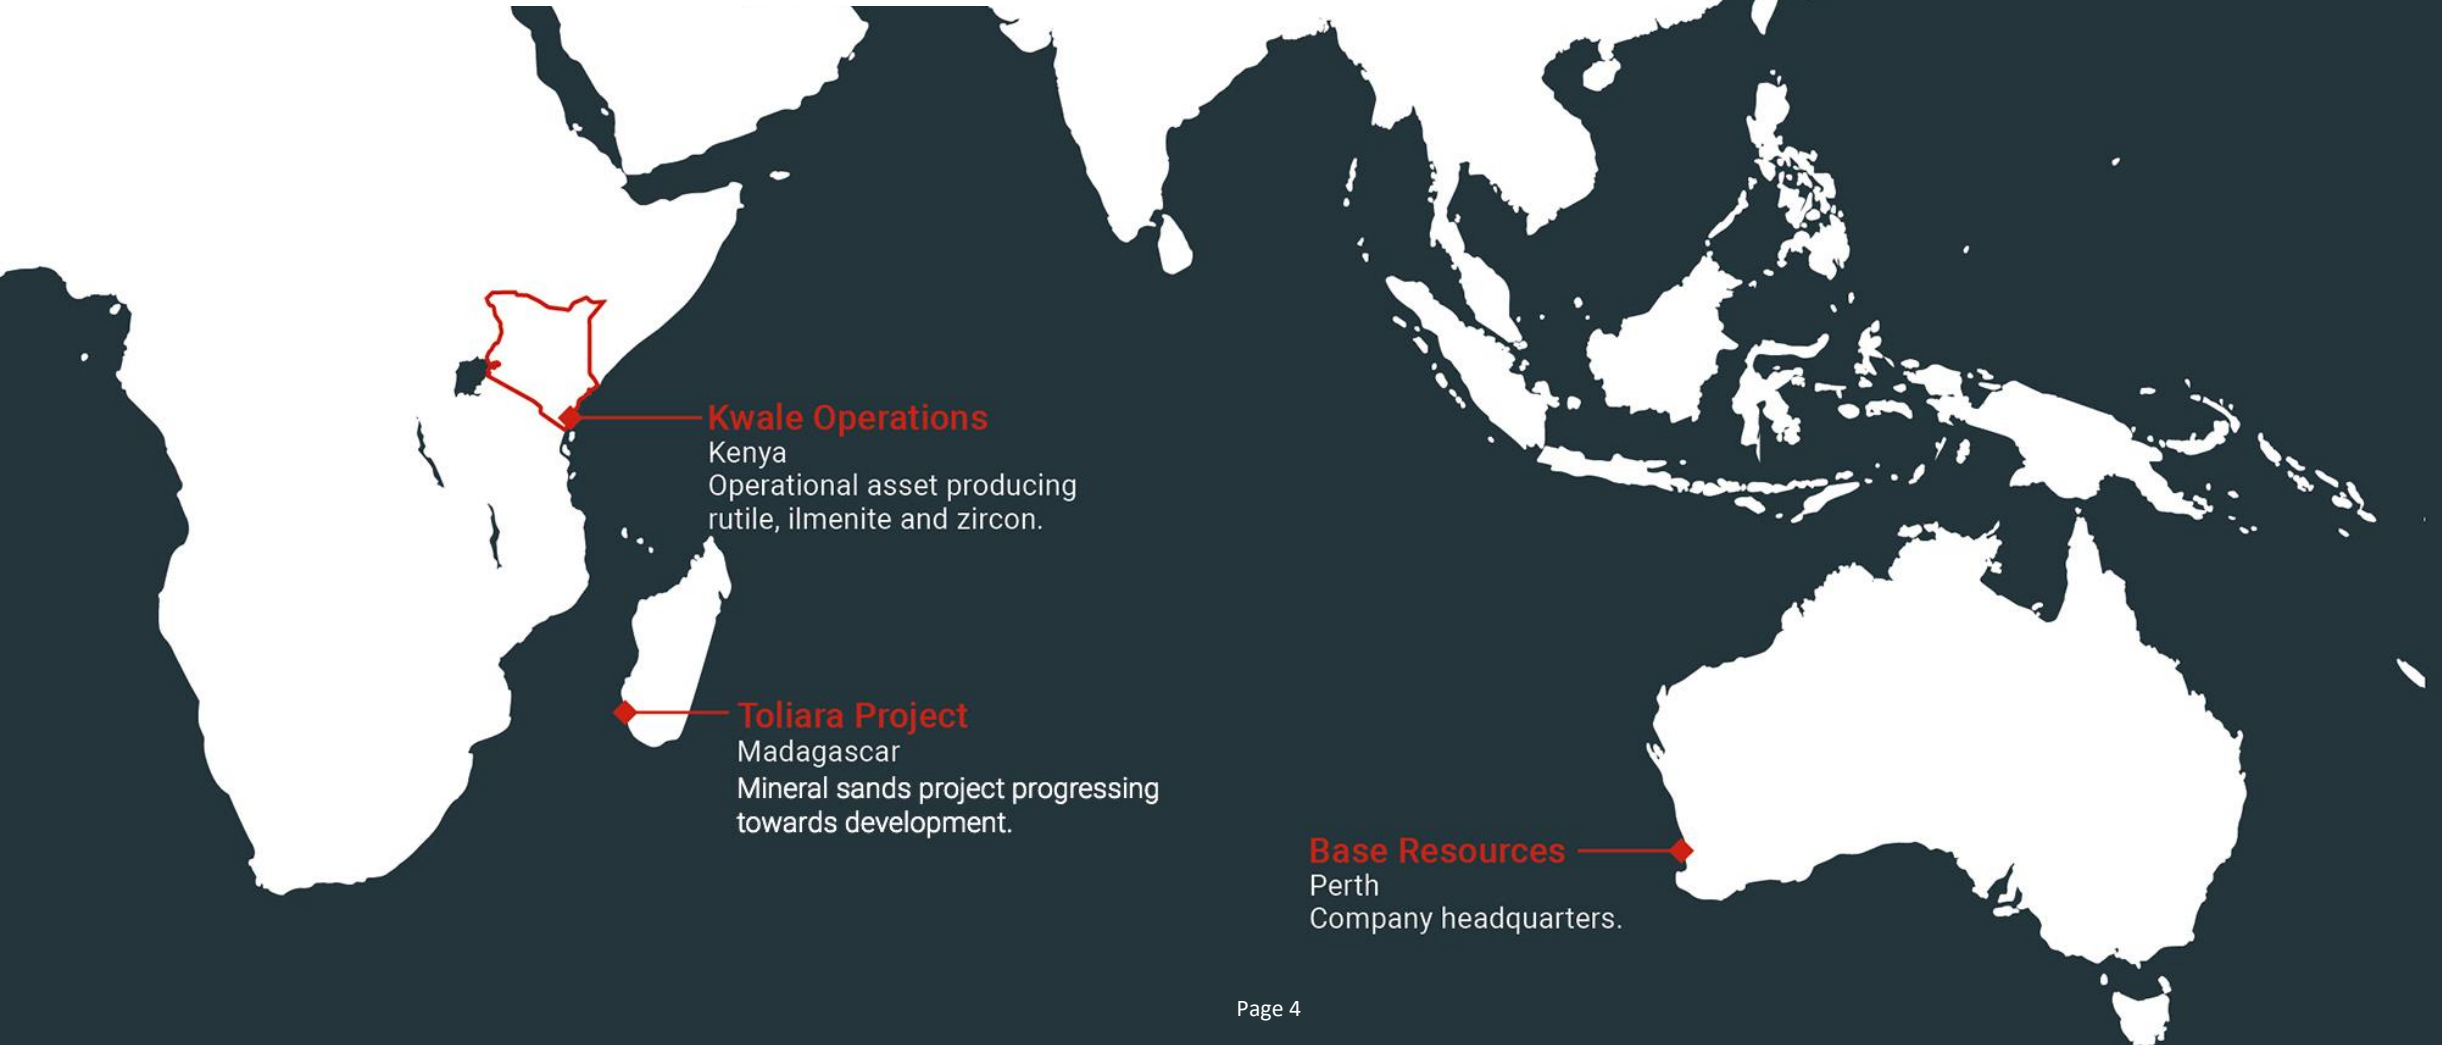 Kwale Operations
Kenya
Operational asset producing
rutile, ilmenite and zircon.
Toliara Project
Madagascar
Mineral sands project progressing
towards development.
Base Resources
Perth
Company headquarters.
Page 4